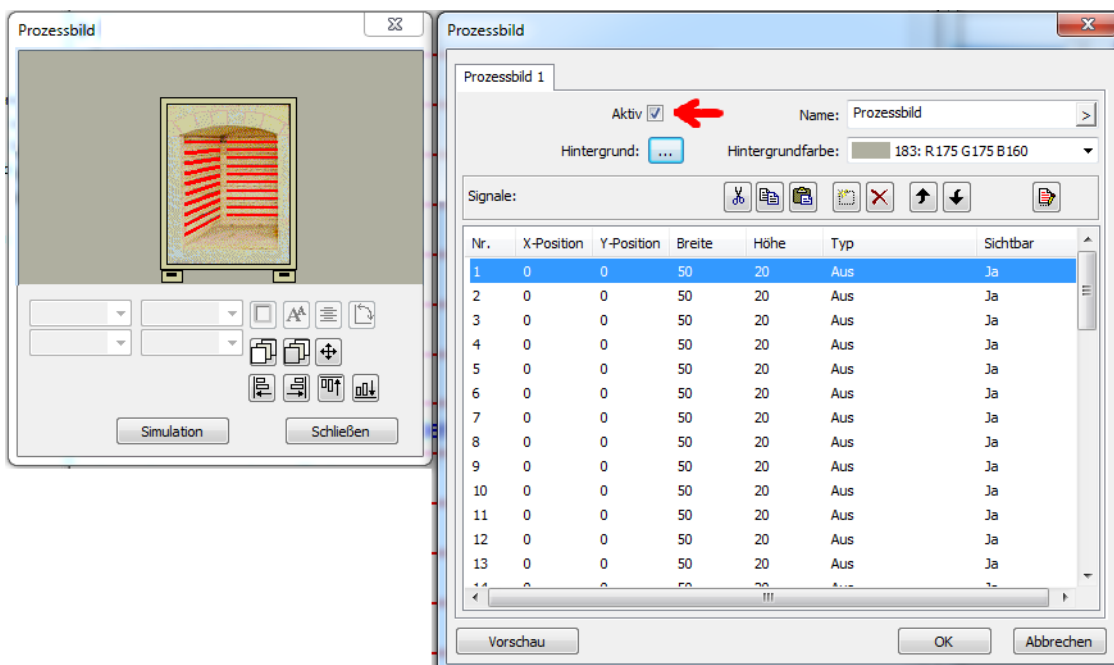 Prozessbild
Simulation
Schließen
Prozessbild
Prozessbild 1
Aktiv
Name: Prozessbild >
Hintergrund: ... Hintergrundfarbe: 183: R175 G175 B160
Signale:
Nr. X-Position Y-Position Breite Höhe Typ Sichtbar
1 0 0 50 20 Aus Ja
2 0 0 50 20 Aus Ja
3 0 0 50 20 Aus Ja
4 0 0 50 20 Aus Ja
5 0 0 50 20 Aus Ja
6 0 0 50 20 Aus Ja
7 0 0 50 20 Aus Ja
8 0 0 50 20 Aus Ja
9 0 0 50 20 Aus Ja
10 0 0 50 20 Aus Ja
11 0 0 50 20 Aus Ja
12 0 0 50 20 Aus Ja
13 0 0 50 20 Aus Ja
Vorschau OK Abbrechen